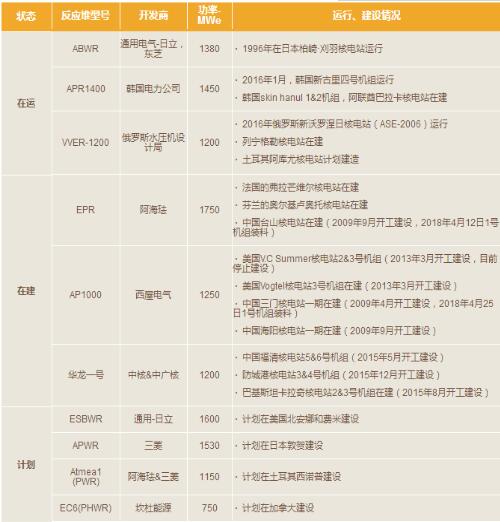 状态 反应堆型号 开发商 功率-MWe 运行、建设情况
在运
ABWR 通用电气-日立，东芝 1380 · 1996年在日本柏崎·刈羽核电站运行
APR1400 韩国电力公司 1450 · 2016年1月，韩国新古里四号机组运行
· 韩国skin hanul 1&2机组，阿联酋巴拉卡核电站在建
VVER-1200 俄罗斯水压机设计局 1200 · 2016年俄罗斯新沃罗涅日核电站（ASE-2006）运行
· 列宁格勒核电站在建
· 土耳其阿库尤核电站计划建造
在建
EPR 阿海珐 1750 · 法国的弗拉芒维尔核电站在建
· 芬兰的奥尔基卢奥托核电站在建
· 中国台山核电站在建（2009年9月开工建设，2018年4月12日1号
机组装料）
AP1000 西屋电气 1250 · 美国V.C Summer核电站2&3号机组（2013年3月开工建设，目前
停止建设）
· 美国Vogtel核电站3号机组在建（2013年3月开工建设）
· 中国三门核电站一期在建（2009年4月开工建设，2018年4月25
日1号机组装料）
· 中国海阳核电站一期在建（2009年9月开工建设）
华龙一号 中核&中广核 1200 · 中国福清核电站5&6号机组（2015年5月开工建设）
· 防城港核电站3&4号机组（2015年12月开工建设）
· 巴基斯坦卡拉奇核电站2&3号机组在建（2015年8月开工建设）
计划
ESBWR 通用-日立 1600 · 计划在美国北安娜和费米建设
APWR 三菱 1530 · 计划在日本敦贺建设
Atmea1
(PWR) 阿海珐&三菱 1150 · 计划在土耳其西诺普建设
EC6(PHWR) 坎杜能源 750 · 计划在加拿大建设